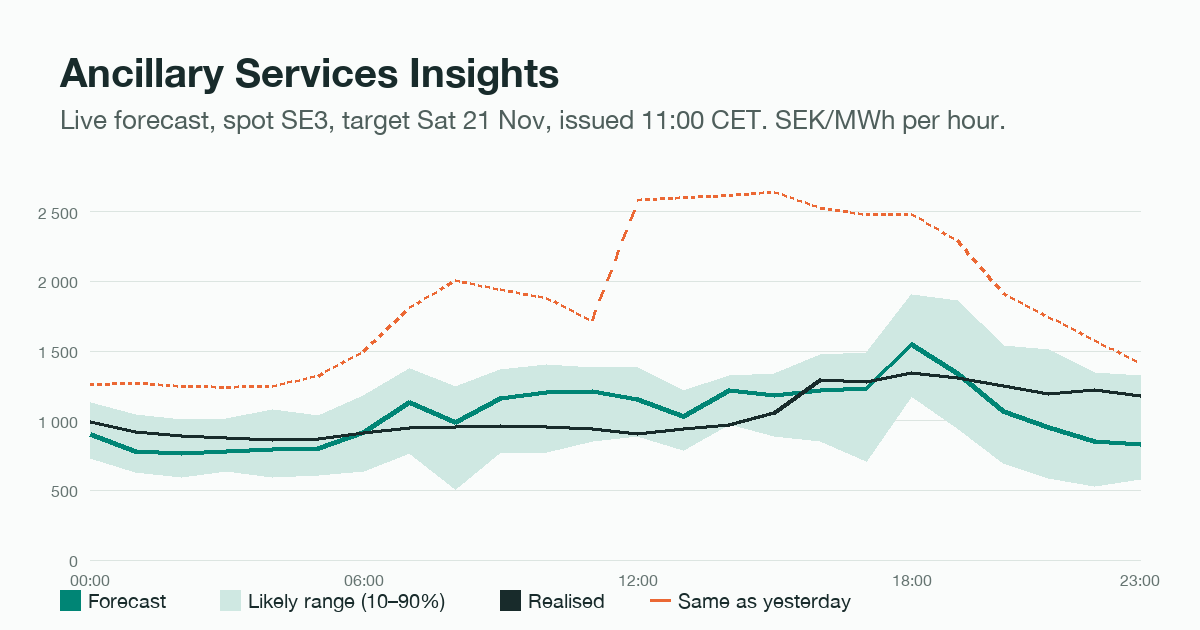 Ancillary Services Insights
Live forecast, spot SE3, target Sat 21 Nov, issued 11:00 CET. SEK/MWh per hour.
2 500
2 000
1 500
1 000
500
0
00:00 06:00 12:00 18:00 23:00
Forecast Likely range (10–90%) Realised Same as yesterday